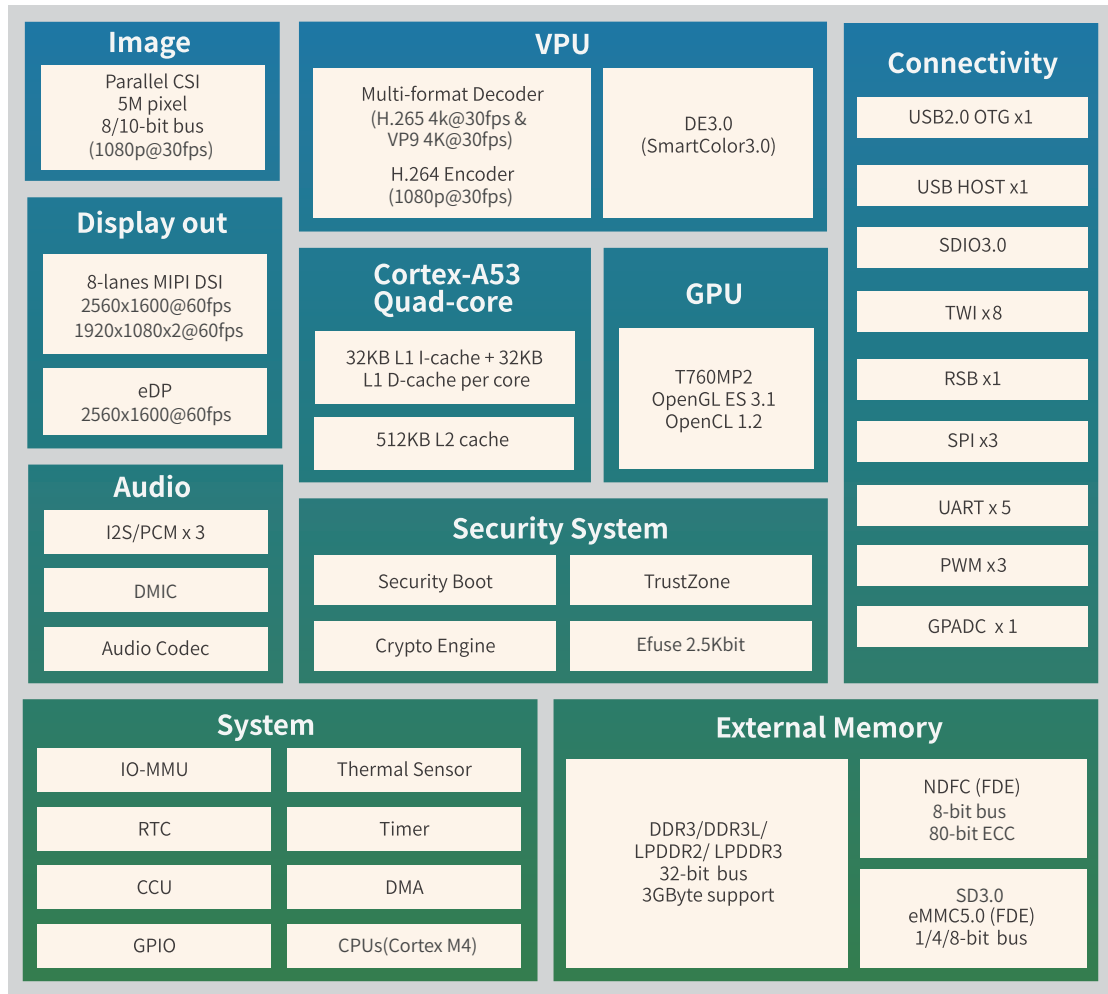 Image
Parallel CSI
5M pixel
8/10-bit bus
(1080p@30fps)
Display out
8-lanes MIPI DSI
2560x1600@60fps
1920x1080x2@60fps
eDP
2560x1600@60fps
Audio
I2S/PCM x 3
DMIC
Audio Codec
VPU
Multi-format Decoder
(H.265 4k@30fps &
VP9 4K@30fps)
H.264 Encoder
(1080p@30fps)
DE3.0
(SmartColor3.0)
Cortex-A53
Quad-core
32KB L1 I-cache + 32KB
L1 D-cache per core
512KB L2 cache
GPU
T760MP2
OpenGL ES 3.1
OpenCL 1.2
Security System
Security Boot
TrustZone
Crypto Engine
Efuse 2.5Kbit
Connectivity
USB2.0 OTG x1
USB HOST x1
SDIO3.0
TWI x8
RSB x1
SPI x3
UART x 5
PWM x3
GPADC x 1
System
IO-MMU
Thermal Sensor
RTC
Timer
CCU
DMA
GPIO
CPUs(Cortex M4)
External Memory
DDR3/DDR3L/
LPDDR2/ LPDDR3
32-bit bus
3GByte support
NDFC (FDE)
8-bit bus
80-bit ECC
SD3.0
eMMC5.0 (FDE)
1/4/8-bit bus